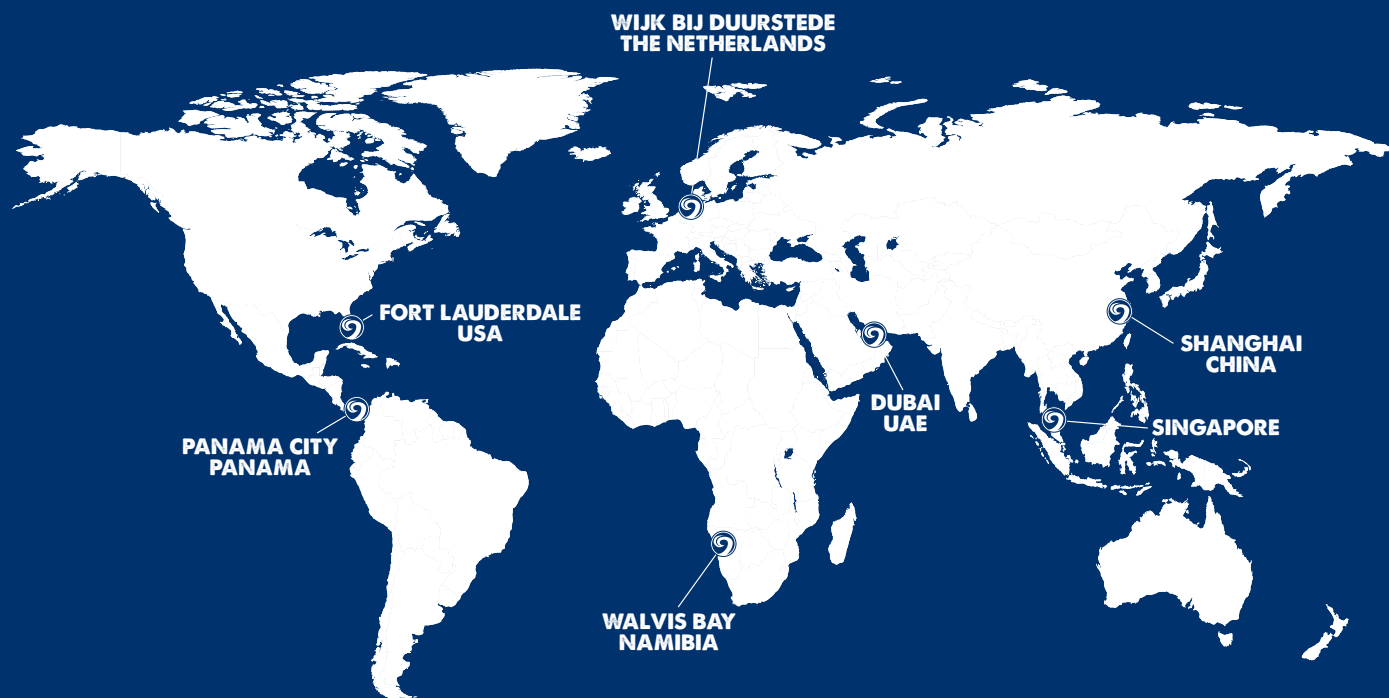 WIJK BIJ DUURSTEDE
THE NETHERLANDS
FORT LAUDERDALE
USA
SHANGHAI
CHINA
DUBAI
UAE
SINGAPORE
PANAMA CITY
PANAMA
WALVIS BAY
NAMIBIA